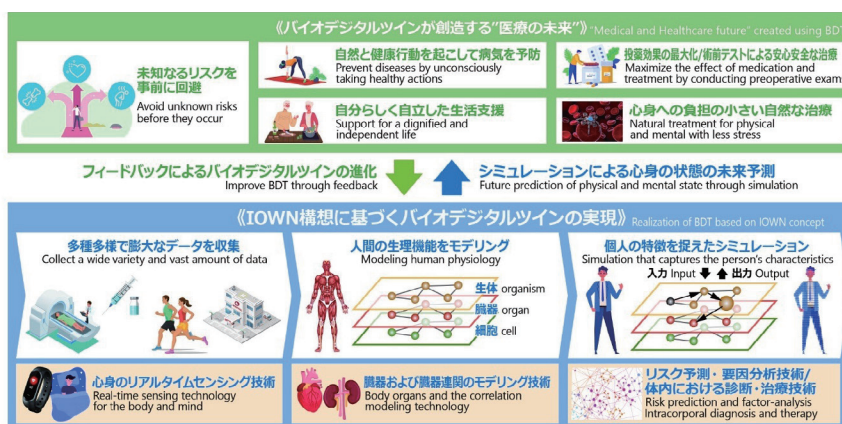 《バイオデジタルツインが創造する"医療の未来"》 "Medical and Healthcare future" created using BDT
未知なるリスクを
事前に回避
Avoid unknown risks
before they occur
自然と健康行動を起こして病気を予防
Prevent diseases by unconsciously
taking healthy actions
投薬効果の最大化/術前テストによる安心安全な治療
Maximize the effect of medication and
treatment by conducting preoperative exam
自分らしく自立した生活支援
Support for a dignified and
independent life
心身への負担の小さい自然な治療
Natural treatment for physical
and mental with less stress
フィードバックによるバイオデジタルツインの進化
Improve BDT through feedback
シミュレーションによる心身の状態の未来予測
Future prediction of physical and mental state through simulation
《IOWN構想に基づくバイオデジタルツインの実現》 Realization of BDT based on IOWN concept
多種多様で膨大なデータを収集
Collect a wide variety and vast amount of data
人間の生理機能をモデリング
Modeling human physiology
生体 organism
臓器 organ
細胞 cell
個人の特徴を捉えたシミュレーション
Simulation that captures the person's characteristics
入力 Input 出力 Output
心身のリアルタイムセンシング技術
Real-time sensing technology
for the body and mind
臓器および臓器連関のモデリング技術
Body organs and the correlation
modeling technology
リスク予測・要因分析技術/
体内における診断・治療技術
Risk prediction and factor-analysis
Intracorporal diagnosis and therapy